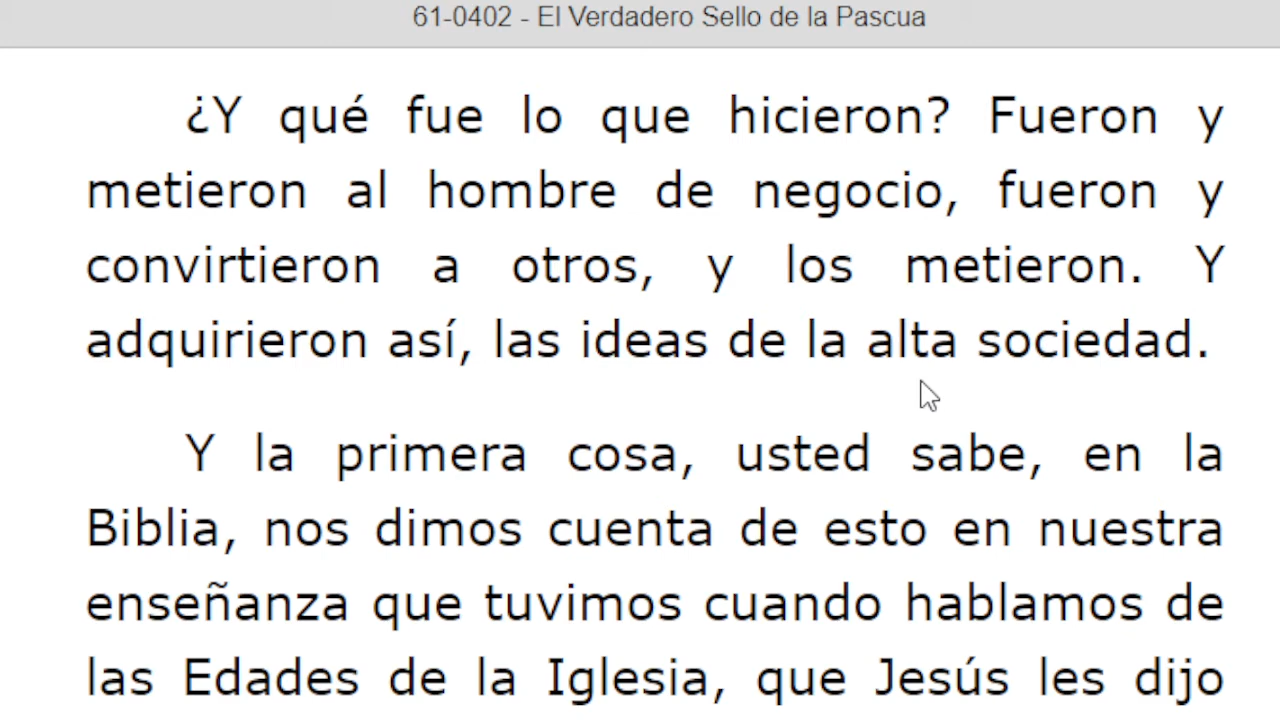 61-0402 - El Verdadero Sello de la Pascua
¿Y qué fue lo que hicieron? Fueron y
metieron al hombre de negocio, fueron y
convirtieron a otros, y los metieron. Y
adquirieron así, las ideas de la alta sociedad.
Y la primera cosa, usted sabe, en la
Biblia, nos dimos cuenta de esto en nuestra
enseñanza que tuvimos cuando hablamos de
las Edades de la Iglesia, que Jesús les dijo